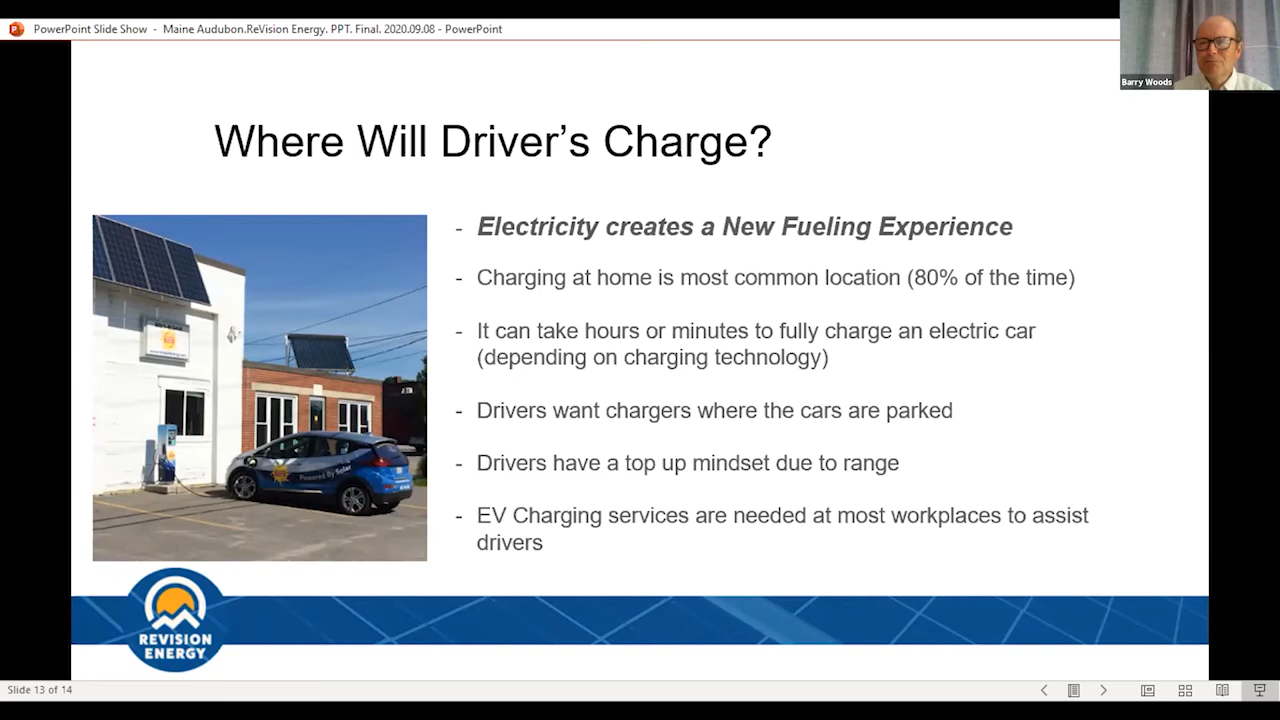 PowerPoint Slide Show - Maine Audubon.ReVision Energy. PPT. Final. 2020.09.08 - PowerPoint
Barry Woods
Where Will Driver’s Charge?
- Electricity creates a New Fueling Experience
- Charging at home is most common location (80% of the time)
- It can take hours or minutes to fully charge an electric car
(depending on charging technology)
- Drivers want chargers where the cars are parked
- Drivers have a top up mindset due to range
- EV Charging services are needed at most workplaces to assist
drivers
Powered By Solar
REVISION
ENERGY
Slide 13 of 14